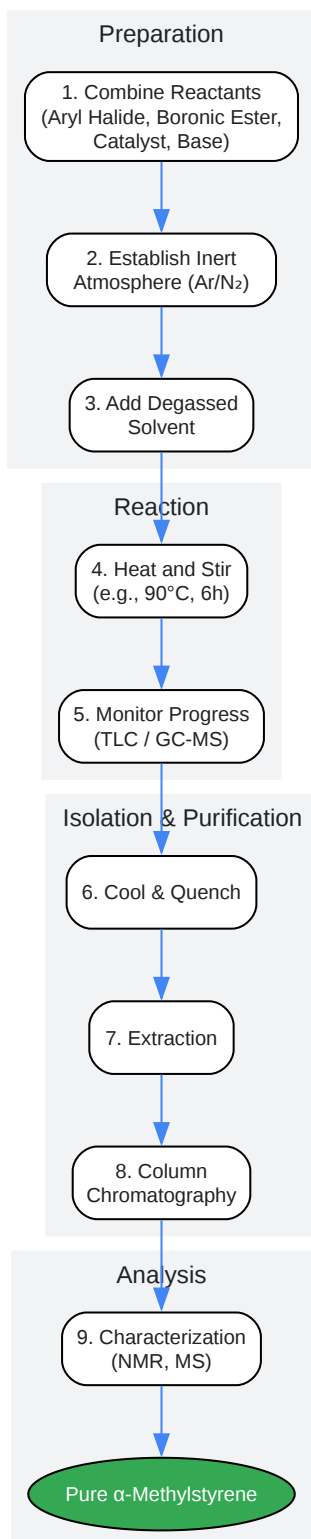 Preparation
1. Combine Reactants
(Aryl Halide, Boronic Ester,
Catalyst, Base)
2. Establish Inert
Atmosphere (Ar/N₂)
3. Add Degassed
Solvent
Reaction
4. Heat and Stir
(e.g., 90°C, 6h)
5. Monitor Progress
(TLC / GC-MS)
Isolation & Purification
6. Cool & Quench
7. Extraction
8. Column
Chromatography
Analysis
9. Characterization
(NMR, MS)
Pure α-Methylstyrene